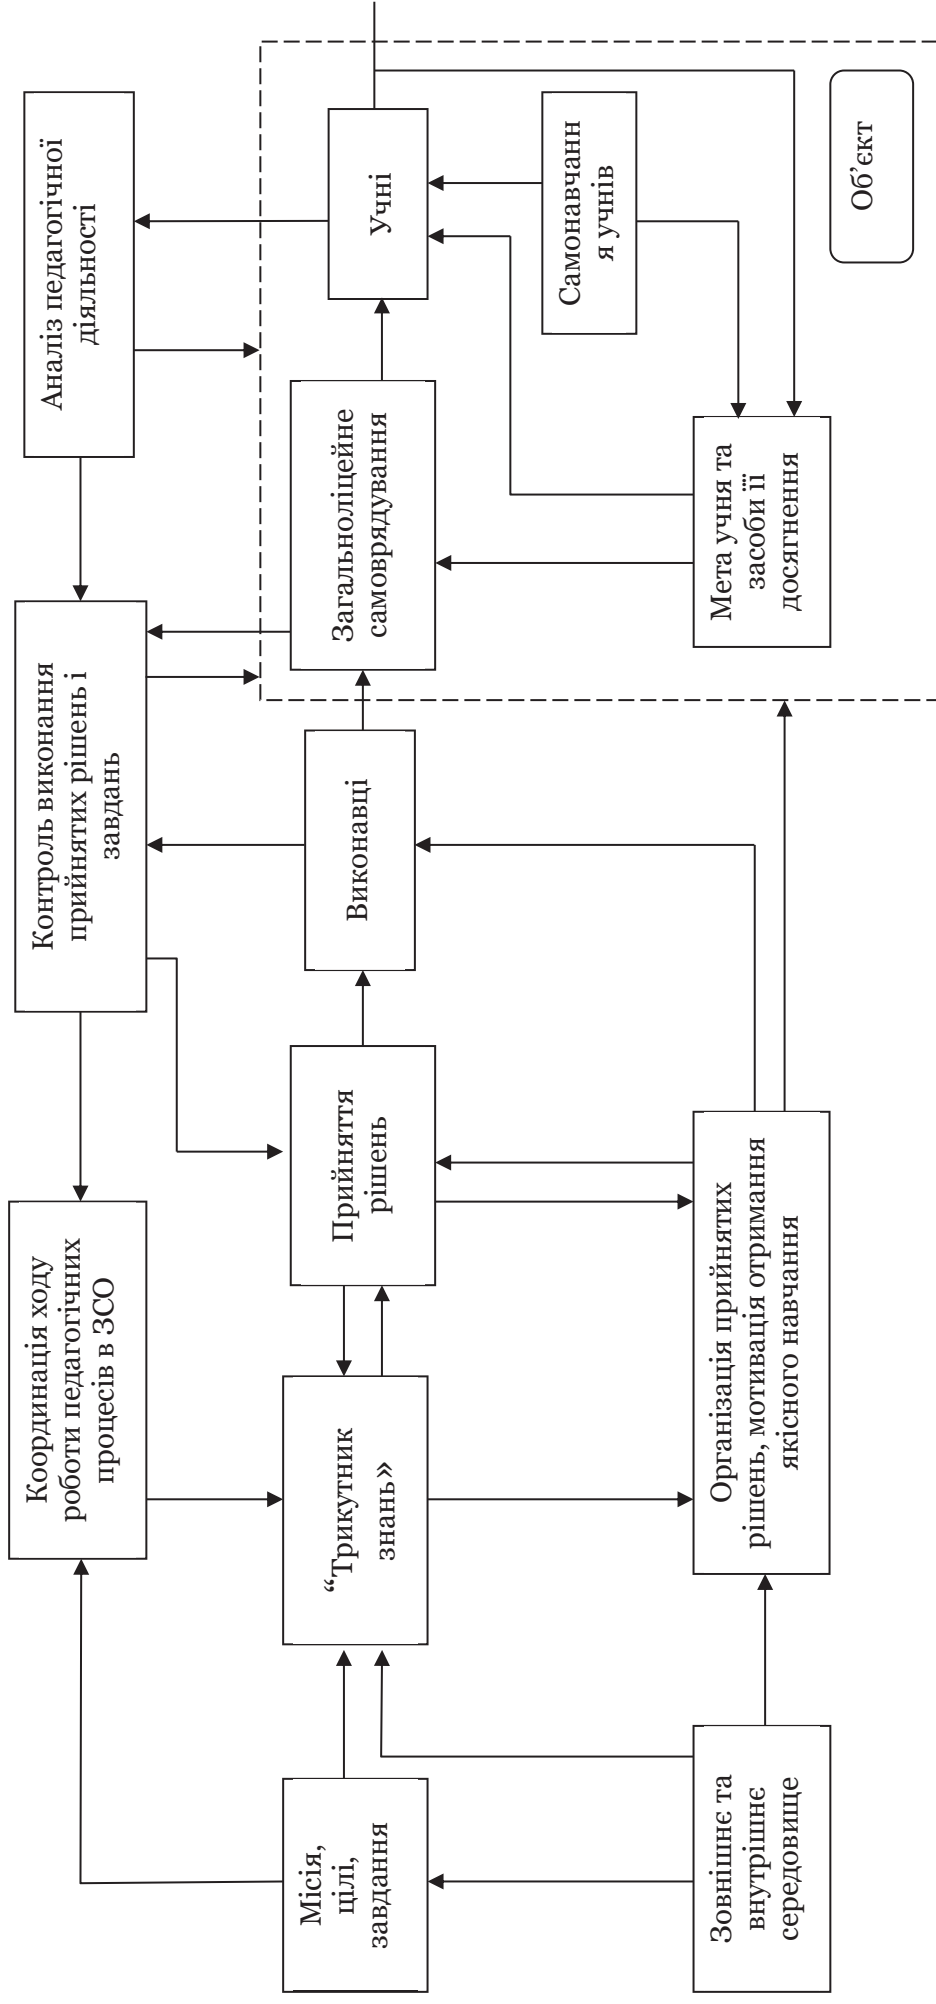 Координація ходу
роботи педагогічних
процесів в ЗСО
Контроль виконання
прийнятих рішень і
завдань
Аналіз педагогічної
діяльності
Місія,
цілі,
завдання
“Трикутник
знань»
Прийняття
рішень
Виконавці
Загальноліцейне
самоврядування
Учні
Самонавчанн
я учнів
Зовнішнє та
внутрішнє
середовище
Організація прийнятих
рішень, мотивація отримання
якісного навчання
Мета учня та
засоби її
досягнення
Об’єкт